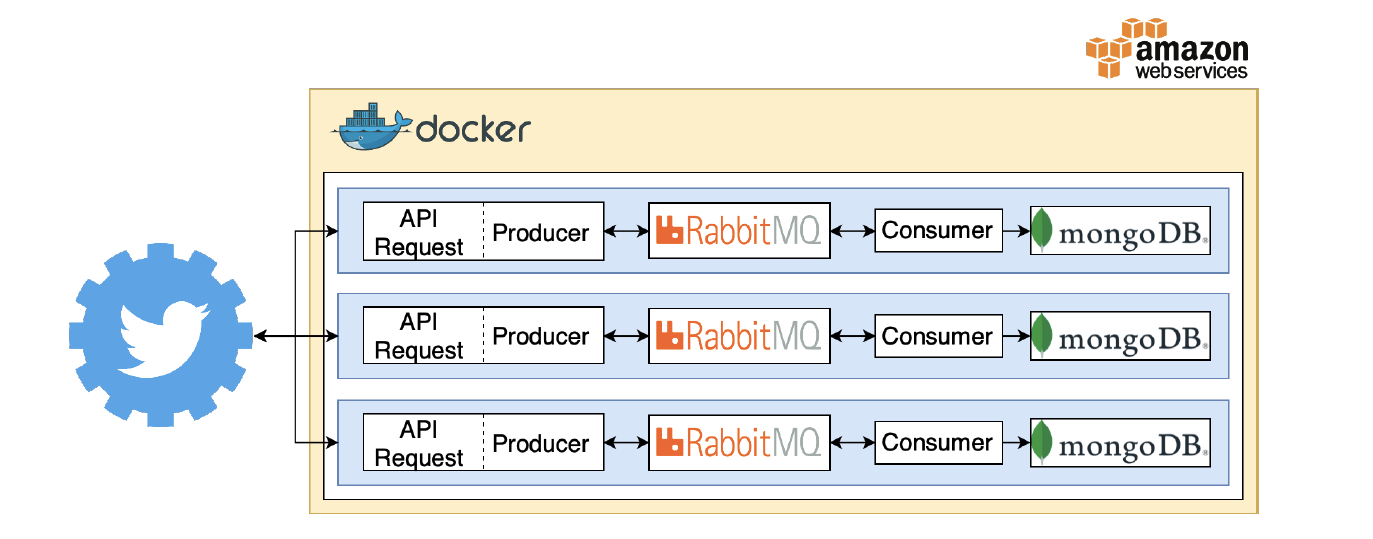 amazon
webservices
docker
API
Request
Producer
RabbitMQ
Consumer
mongoDB®
API
Request
Producer
RabbitMQ
Consumer
mongoDB®
API
Request
Producer
RabbitMQ
Consumer
mongoDB®